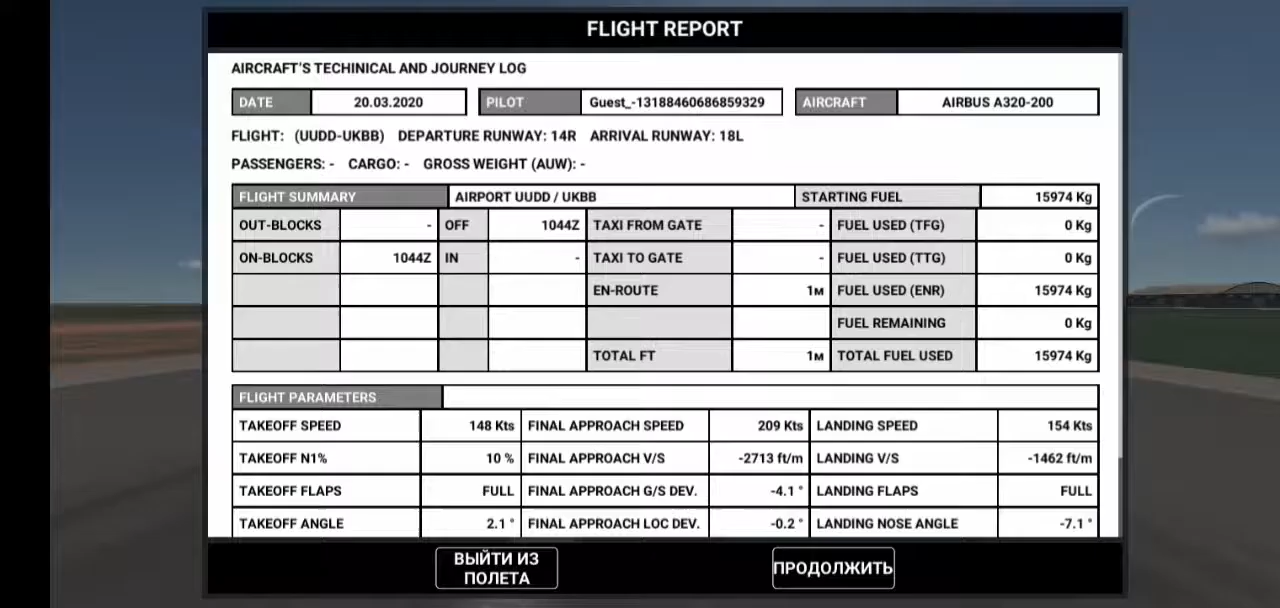 FLIGHT REPORT
AIRCRAFT'S TECHINICAL AND JOURNEY LOG
DATE 20.03.2020 PILOT Guest_-13188460686859329 AIRCRAFT AIRBUS A320-200
FLIGHT: (UUDD-UKBB) DEPARTURE RUNWAY: 14R ARRIVAL RUNWAY: 18L
PASSENGERS: - CARGO: - GROSS WEIGHT (AUW): -
FLIGHT SUMMARY AIRPORT UUDD / UKBB STARTING FUEL 15974 Kg
OUT-BLOCKS - OFF 1044Z TAXI FROM GATE - FUEL USED (TFG) 0 Kg
ON-BLOCKS 1044Z IN - TAXI TO GATE - FUEL USED (TTG) 0 Kg
EN-ROUTE 1м FUEL USED (ENR) 15974 Kg
FUEL REMAINING 0 Kg
TOTAL FT 1м TOTAL FUEL USED 15974 Kg
FLIGHT PARAMETERS
TAKEOFF SPEED 148 Kts FINAL APPROACH SPEED 209 Kts LANDING SPEED 154 Kts
TAKEOFF N1% 10 % FINAL APPROACH V/S -2713 ft/m LANDING V/S -1462 ft/m
TAKEOFF FLAPS FULL FINAL APPROACH G/S DEV. -4.1 ° LANDING FLAPS FULL
TAKEOFF ANGLE 2.1 ° FINAL APPROACH LOC DEV. -0.2 ° LANDING NOSE ANGLE -7.1 °
ВЫЙТИ ИЗ
ПОЛЕТА
ПРОДОЛЖИТЬ